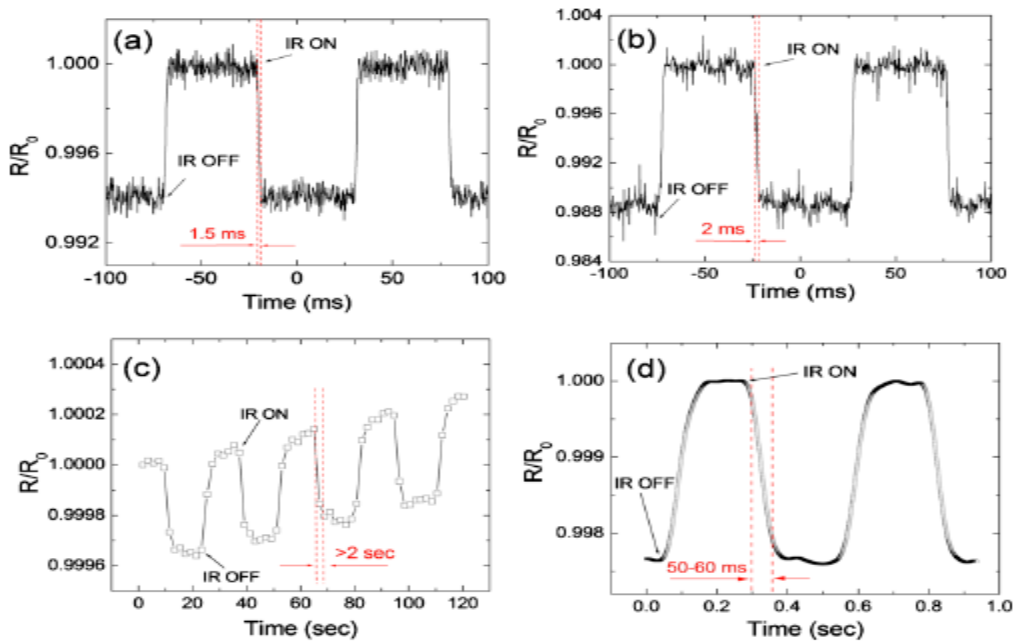 (a)
IR ON
1.000
0.996
0.992
R/R0
IR OFF
1.5 ms
-100 -50 0 50 100
Time (ms)
(b)
IR ON
1.004
1.000
0.996
0.992
0.988
0.984
R/R0
IR OFF
2 ms
-100 -50 0 50 100
Time (ms)
(c)
1.0004
1.0002
1.0000
0.9998
0.9996
R/R0
IR ON
IR OFF
>2 sec
0 20 40 60 80 100 120
Time (sec)
(d)
IR ON
1.000
0.999
0.998
R/R0
IR OFF
50-60 ms
0.0 0.2 0.4 0.6 0.8 1.0
Time (sec)